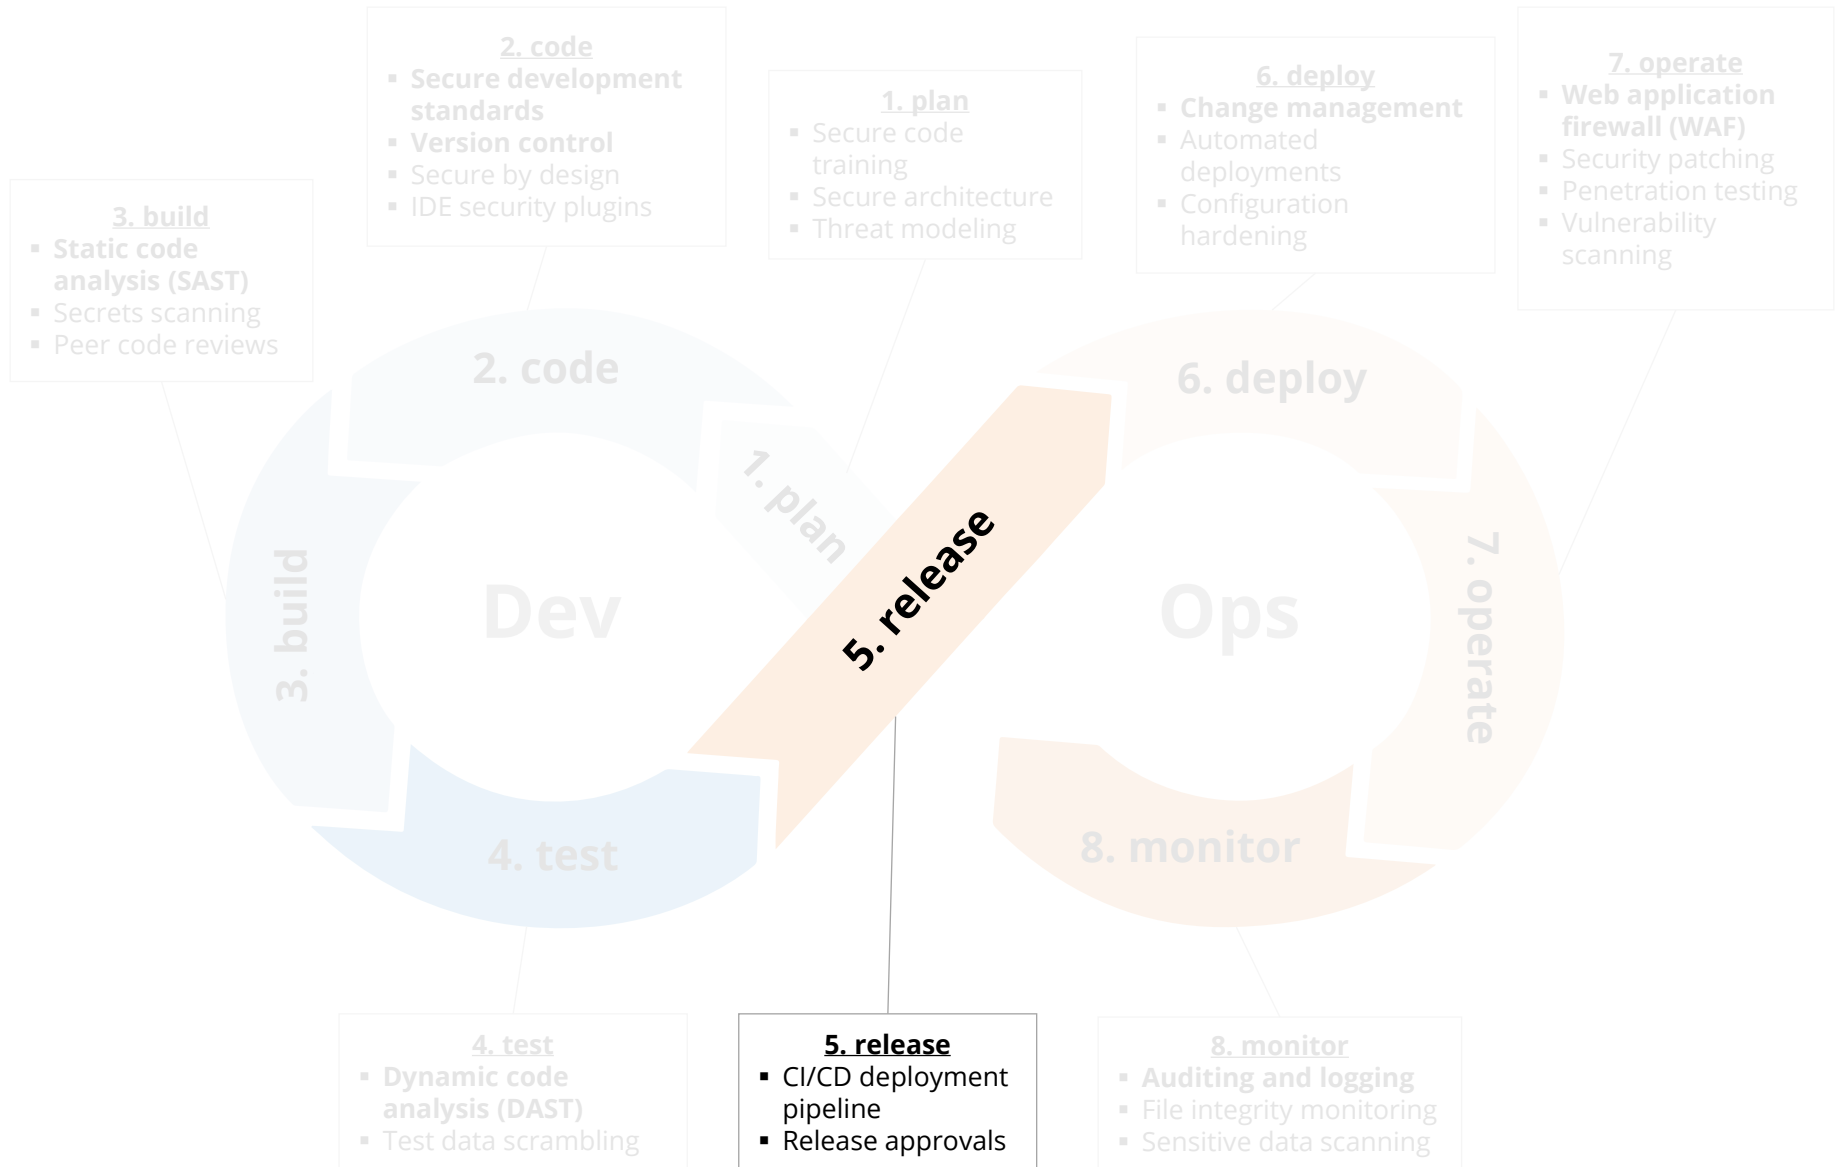 2. code
▪ Secure development
standards
▪ Version control
▪ Secure by design
▪ IDE security plugins
1. plan
▪ Secure code
training
▪ Secure architecture
▪ Threat modeling
6. deploy
▪ Change management
▪ Automated
deployments
▪ Configuration
hardening
7. operate
▪ Web application
firewall (WAF)
▪ Security patching
▪ Penetration testing
▪ Vulnerability
scanning
3. build
▪ Static code
analysis (SAST)
▪ Secrets scanning
▪ Peer code reviews
2. code
1. plan
3. build
Dev
4. test
5. release
6. deploy
Ops
7. operate
8. monitor
4. test
▪ Dynamic code
analysis (DAST)
▪ Test data scrambling
5. release
▪ CI/CD deployment
pipeline
▪ Release approvals
8. monitor
▪ Auditing and logging
▪ File integrity monitoring
▪ Sensitive data scanning